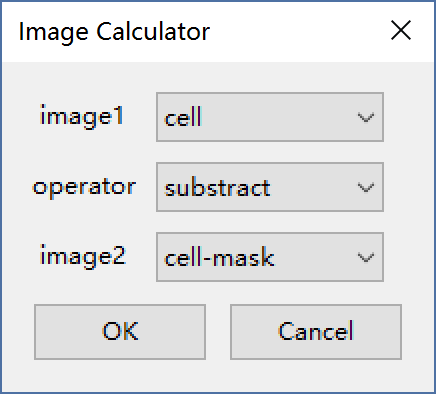 Image Calculator
image1 cell
operator substract
image2 cell-mask
OK Cancel